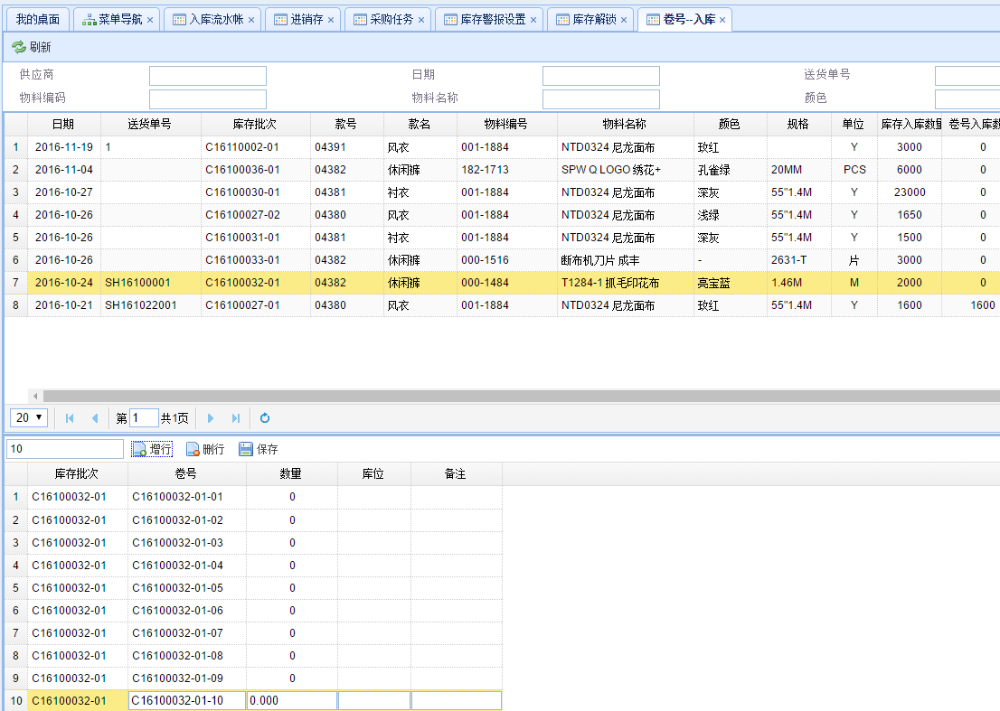 我的桌面 菜单导航 × 入库流水帐 × 进销存 × 采购任务 × 库存警报设置 × 库存解锁 × 卷号--入库 ×
刷新
供应商 日期 送货单号
物料编码 物料名称 颜色
日期 送货单号 库存批次 款号 款名 物料编号 物料名称 颜色 规格 单位 库存入库数量 卷号入库数
1 2016-11-19 1 C16110002-01 04391 风衣 001-1884 NTD0324 尼龙面布 玫红 Y 3000 0
2 2016-11-04 C16100036-01 04382 休闲裤 182-1713 SPW Q LOGO 绣花+ 孔雀绿 20MM PCS 6000 0
3 2016-10-27 C16100030-01 04381 衬衣 001-1884 NTD0324 尼龙面布 深灰 55"1.4M Y 23000 0
4 2016-10-26 C16100027-02 04380 风衣 001-1884 NTD0324 尼龙面布 浅绿 55"1.4M Y 1650 0
5 2016-10-26 C16100031-01 04381 衬衣 001-1884 NTD0324 尼龙面布 深灰 55"1.4M Y 1500 0
6 2016-10-26 C16100033-01 04382 休闲裤 000-1516 断布机刀片 成丰 - 2631-T 片 3000 0
7 2016-10-24 SH16100001 C16100032-01 04382 休闲裤 000-1484 T1284-1 抓毛印花布 亮宝蓝 1.46M M 2000 0
8 2016-10-21 SH161022001 C16100027-01 04380 风衣 001-1884 NTD0324 尼龙面布 玫红 55"1.4M Y 1600 1600
20 第 1 共1页
10 增行 删行 保存
库存批次 卷号 数量 库位 备注
1 C16100032-01 C16100032-01-01 0
2 C16100032-01 C16100032-01-02 0
3 C16100032-01 C16100032-01-03 0
4 C16100032-01 C16100032-01-04 0
5 C16100032-01 C16100032-01-05 0
6 C16100032-01 C16100032-01-06 0
7 C16100032-01 C16100032-01-07 0
8 C16100032-01 C16100032-01-08 0
9 C16100032-01 C16100032-01-09 0
10 C16100032-01 C16100032-01-10 0.000